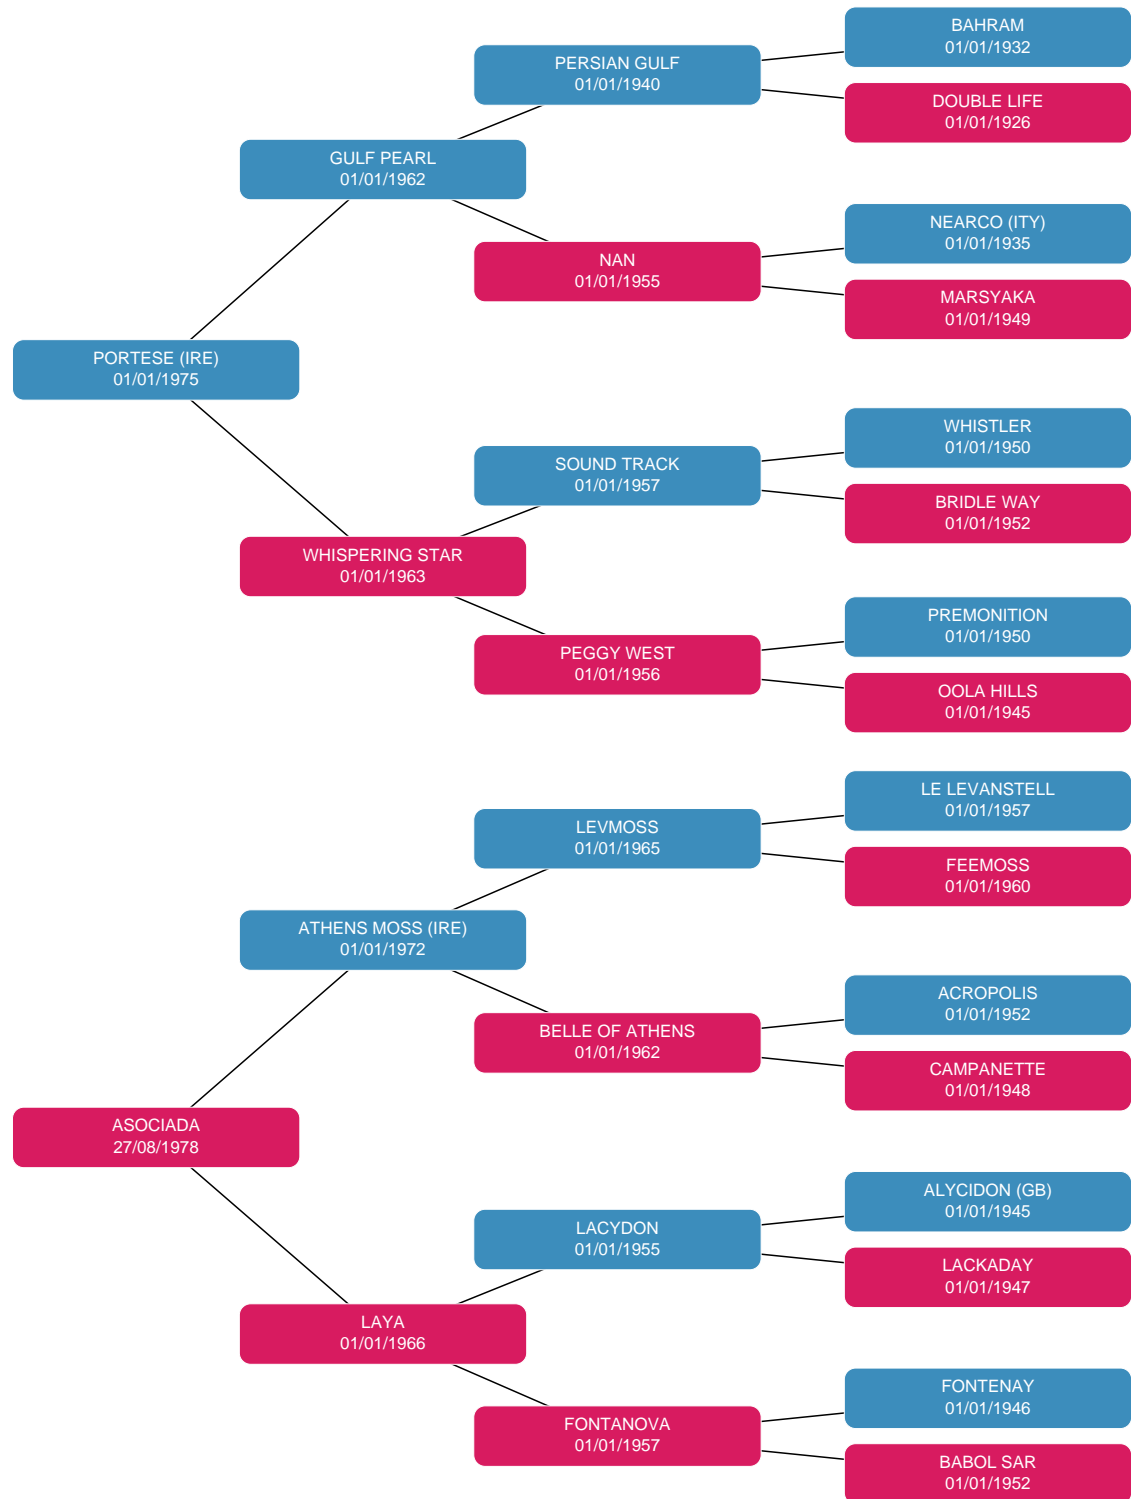 BAHRAM
01/01/1932
PERSIAN GULF
01/01/1940
DOUBLE LIFE
01/01/1926
GULF PEARL
01/01/1962
NEARCO (ITY)
01/01/1935
NAN
01/01/1955
MARSYAKA
01/01/1949
PORTESE (IRE)
01/01/1975
WHISTLER
01/01/1950
SOUND TRACK
01/01/1957
BRIDLE WAY
01/01/1952
WHISPERING STAR
01/01/1963
PREMONITION
01/01/1950
PEGGY WEST
01/01/1956
OOLA HILLS
01/01/1945
LE LEVANSTELL
01/01/1957
LEVMOSS
01/01/1965
FEEMOSS
01/01/1960
ATHENS MOSS (IRE)
01/01/1972
ACROPOLIS
01/01/1952
BELLE OF ATHENS
01/01/1962
CAMPANETTE
01/01/1948
ASOCIADA
27/08/1978
ALYCIDON (GB)
01/01/1945
LACYDON
01/01/1955
LACKADAY
01/01/1947
LAYA
01/01/1966
FONTENAY
01/01/1946
FONTANOVA
01/01/1957
BABOL SAR
01/01/1952